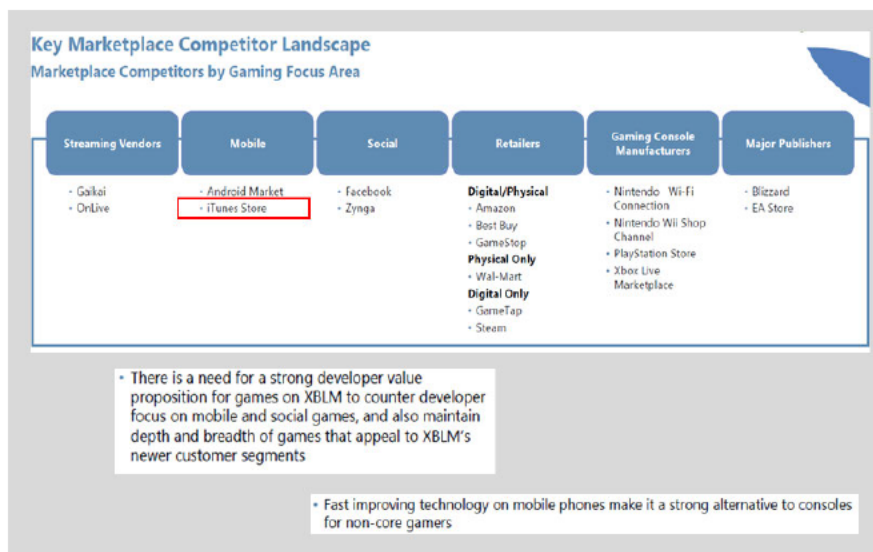 Key Marketplace Competitor Landscape
Marketplace Competitors by Gaming Focus Area
Streaming Vendors
• Gaikai
• OnLive
Mobile
• Android Market
• iTunes Store
Social
• Facebook
• Zynga
Retailers
Digital/Physical
• Amazon
• Best Buy
• GameStop
Physical Only
• Wal-Mart
Digital Only
• GameTap
• Steam
Gaming Console
Manufacturers
• Nintendo Wi-Fi
Connection
• Nintendo Wii Shop
Channel
• PlayStation Store
• Xbox Live
Marketplace
Major Publishers
• Blizzard
• EA Store
• There is a need for a strong developer value
proposition for games on XBLM to counter developer
focus on mobile and social games, and also maintain
depth and breadth of games that appeal to XBLM's
newer customer segments
• Fast improving technology on mobile phones make it a strong alternative to consoles
for non-core gamers